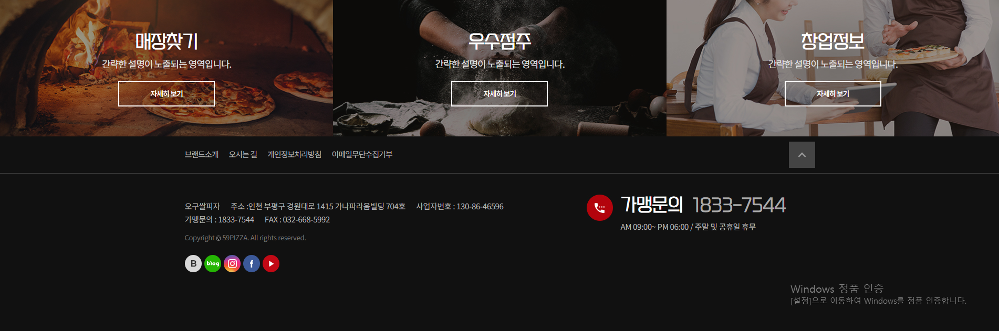 매장찾기
간략한 설명이 노출되는 영역입니다.
자세히 보기
우수점주
간략한 설명이 노출되는 영역입니다.
자세히 보기
창업정보
간략한 설명이 노출되는 영역입니다.
자세히 보기
브랜드소개 오시는 길 개인정보처리방침 이메일무단수집거부
오구쌀피자 주소 :인천 부평구 경원대로 1415 가나파라움빌딩 704호 사업자번호 : 130-86-46596
가맹문의 : 1833-7544 FAX : 032-668-5992
Copyright © 59PIZZA. All rights reserved.
B blog f
가맹문의 1833-7544
AM 09:00~ PM 06:00 / 주말 및 공휴일 휴무
Windows 정품 인증
[설정]으로 이동하여 Windows를 정품 인증합니다.